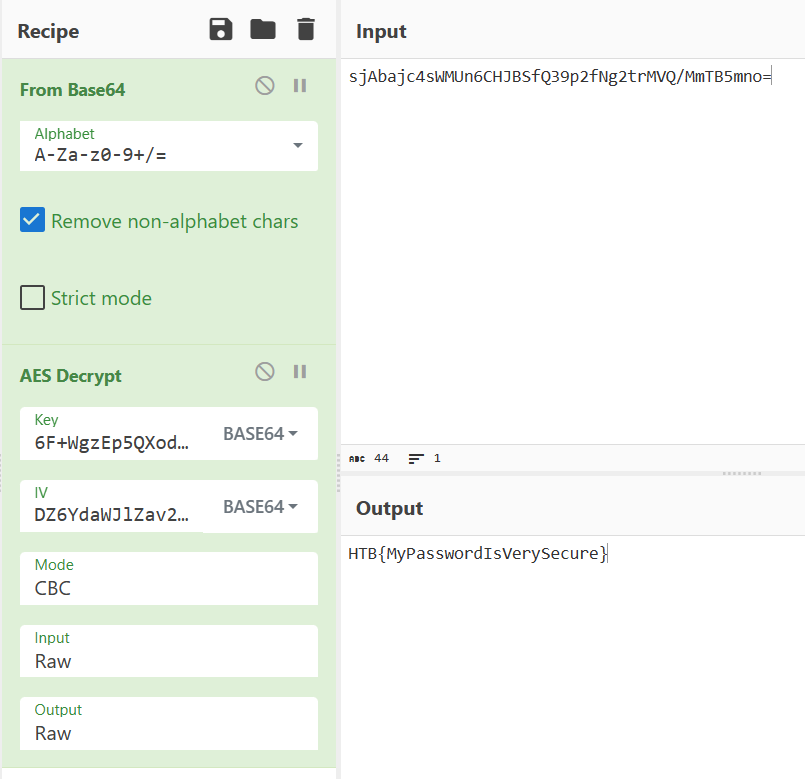 Recipe
From Base64
Alphabet
A-Za-z0-9+/=
Remove non-alphabet chars
Strict mode
AES Decrypt
Key
6F+WgzEp5QXod… BASE64
IV
DZ6YdaWJlZav2… BASE64
Mode
CBC
Input
Raw
Output
Raw
Input
sjAbajc4sWMUn6CHJBSfQ39p2fNg2trMVQ/MmTB5mno=
ABC 44 1
Output
HTB{MyPasswordIsVerySecure}